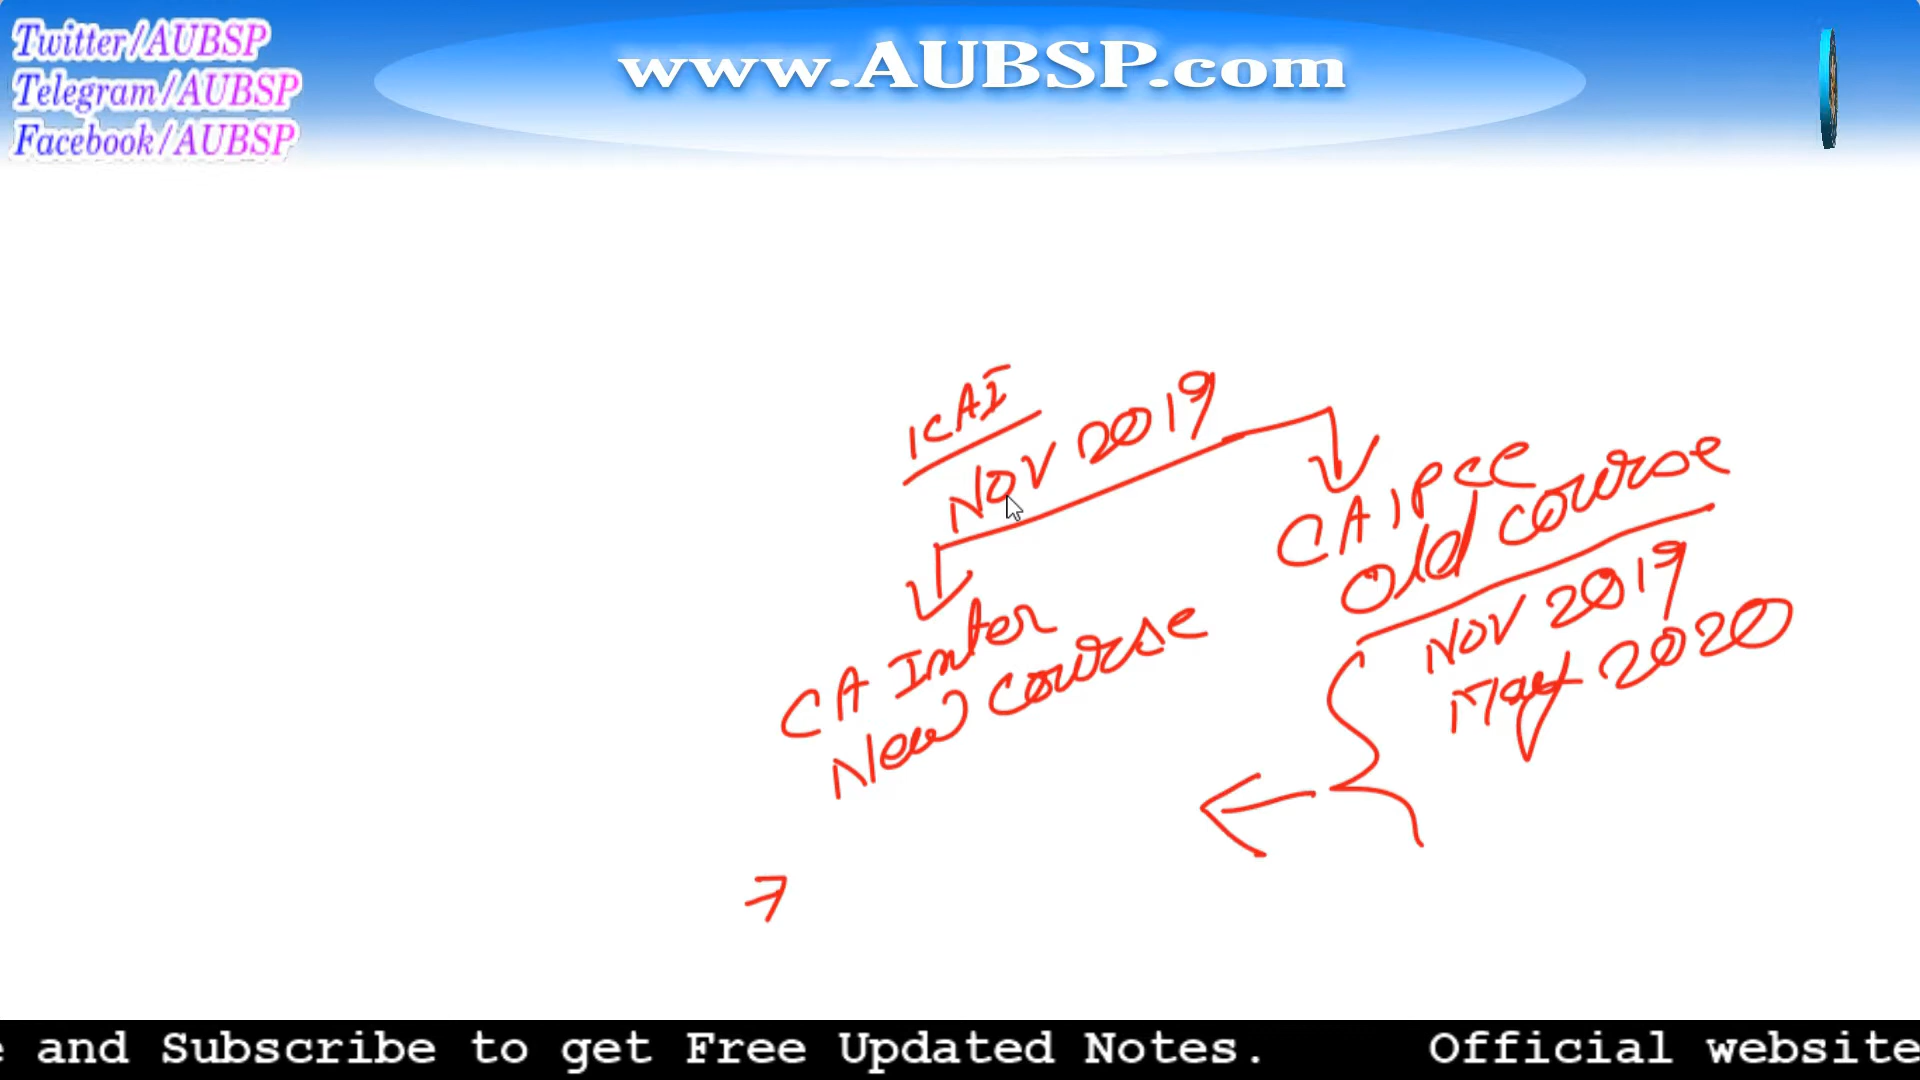 Twitter/AUBSP
Telegram/AUBSP
Facebook/AUBSP
www.AUBSP.com
ICAI
NOV 2019
CA Inter
New Course
CA IPCC
Old Course
NOV 2019
May 2020
and Subscribe to get Free Updated Notes. Official website